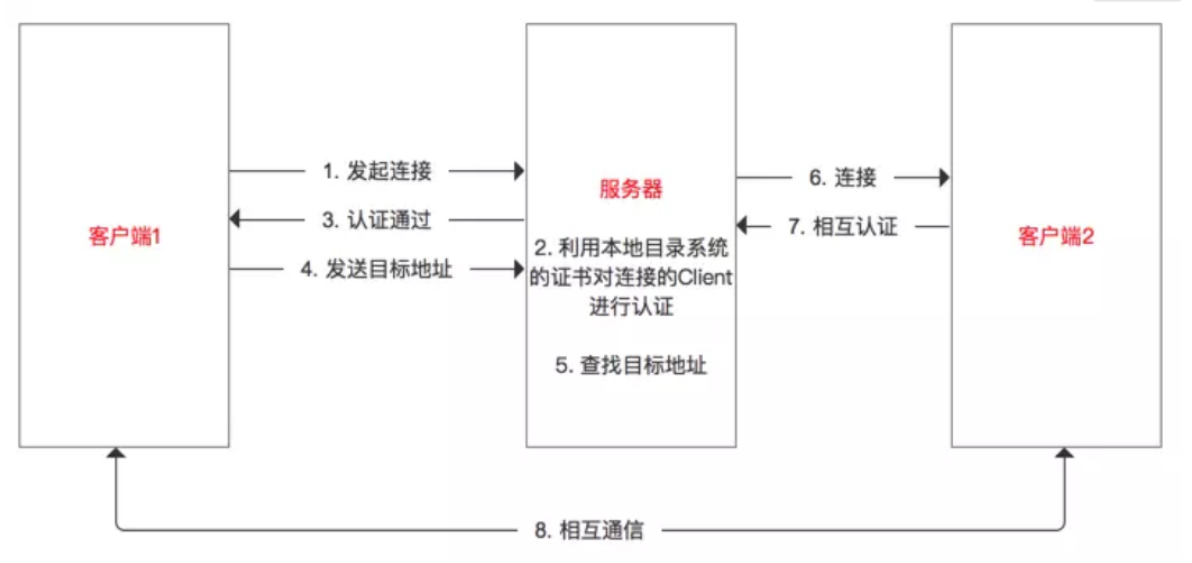 客户端1
1. 发起连接
3. 认证通过
4. 发送目标地址
服务器
2. 利用本地目录系统
的证书对连接的Client
进行认证
5. 查找目标地址
6. 连接
7. 相互认证
客户端2
8. 相互通信